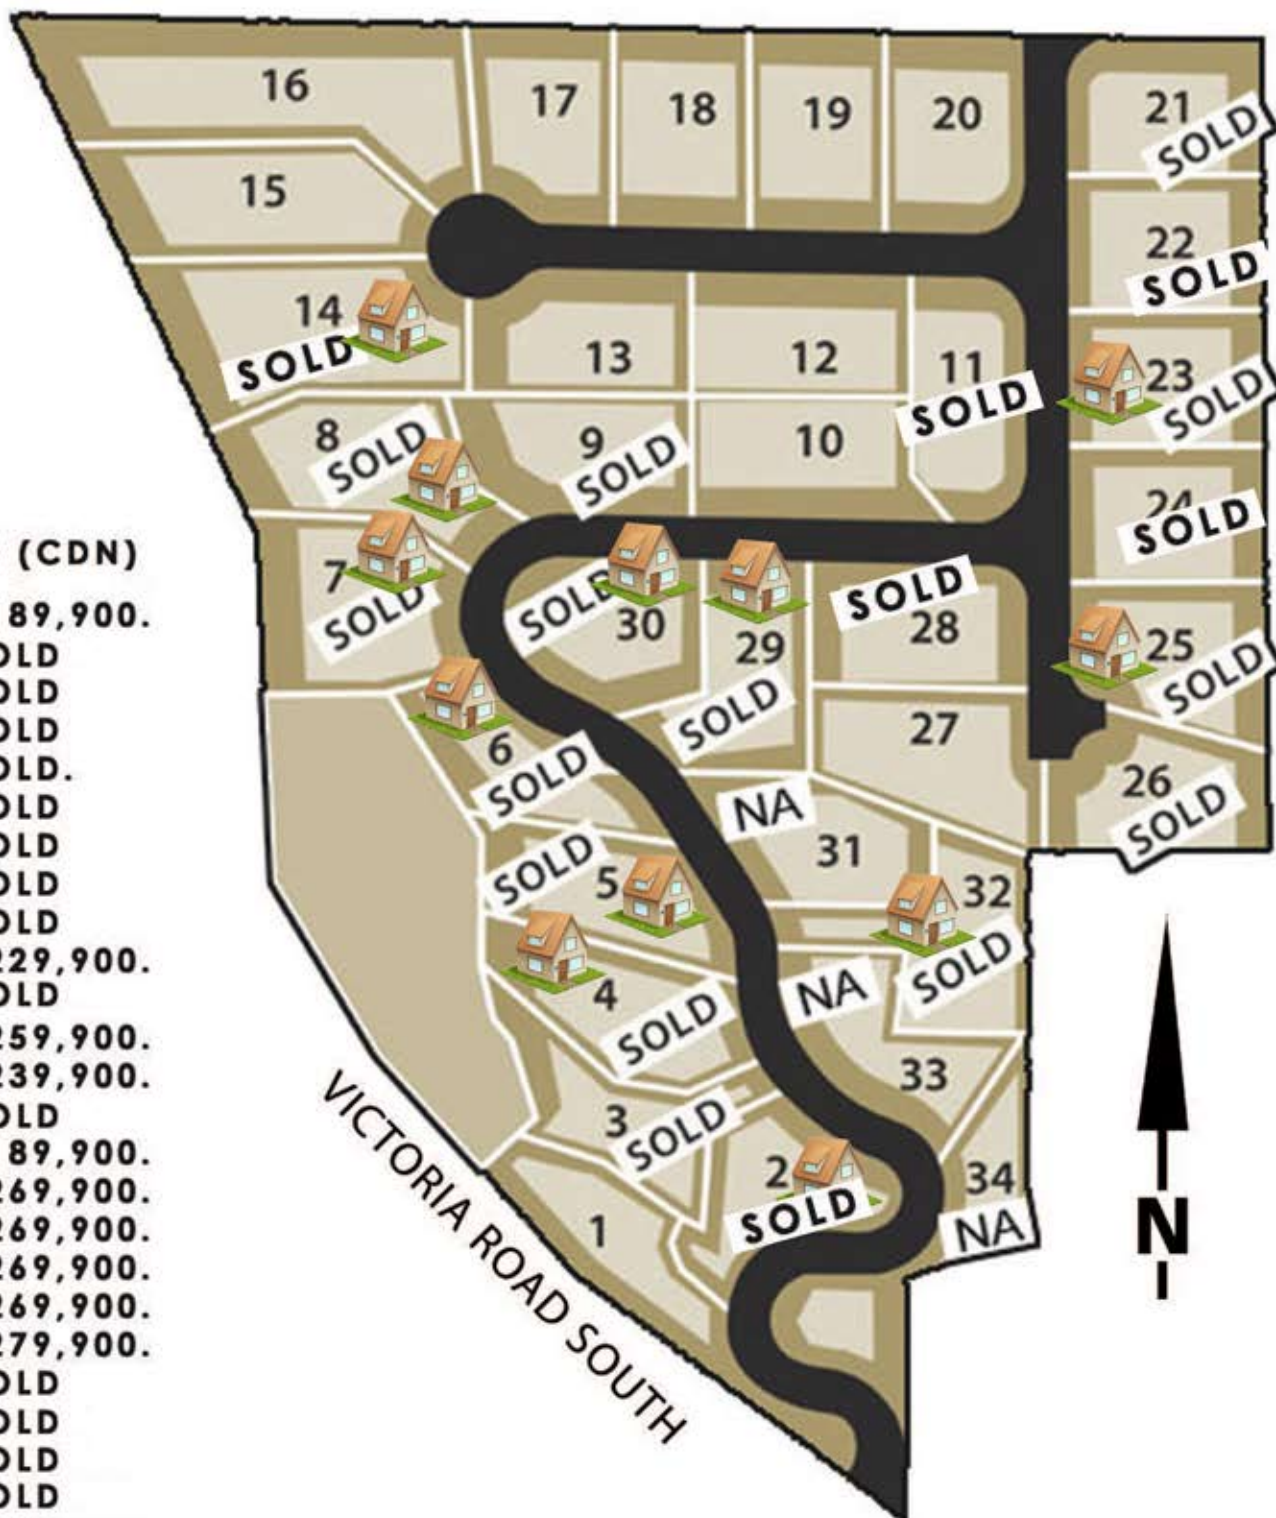 (CDN)
89,900.
OLD
OLD
OLD
OLD.
OLD
OLD
OLD
OLD
229,900.
OLD
259,900.
239,900.
OLD
89,900.
269,900.
269,900.
269,900.
269,900.
279,900.
OLD
OLD
OLD
OLD
16
17
18
19
20
21
SOLD
15
22
SOLD
14
SOLD
13
12
11
SOLD
23
SOLD
8
SOLD
9
SOLD
10
24
SOLD
7
SOLD
SOLD
30
29
SOLD
SOLD
28
25
SOLD
6
SOLD
27
26
SOLD
NA
31
SOLD
5
32
SOLD
4
SOLD
NA
33
3
SOLD
2
SOLD
34
NA
1
VICTORIA ROAD SOUTH
N